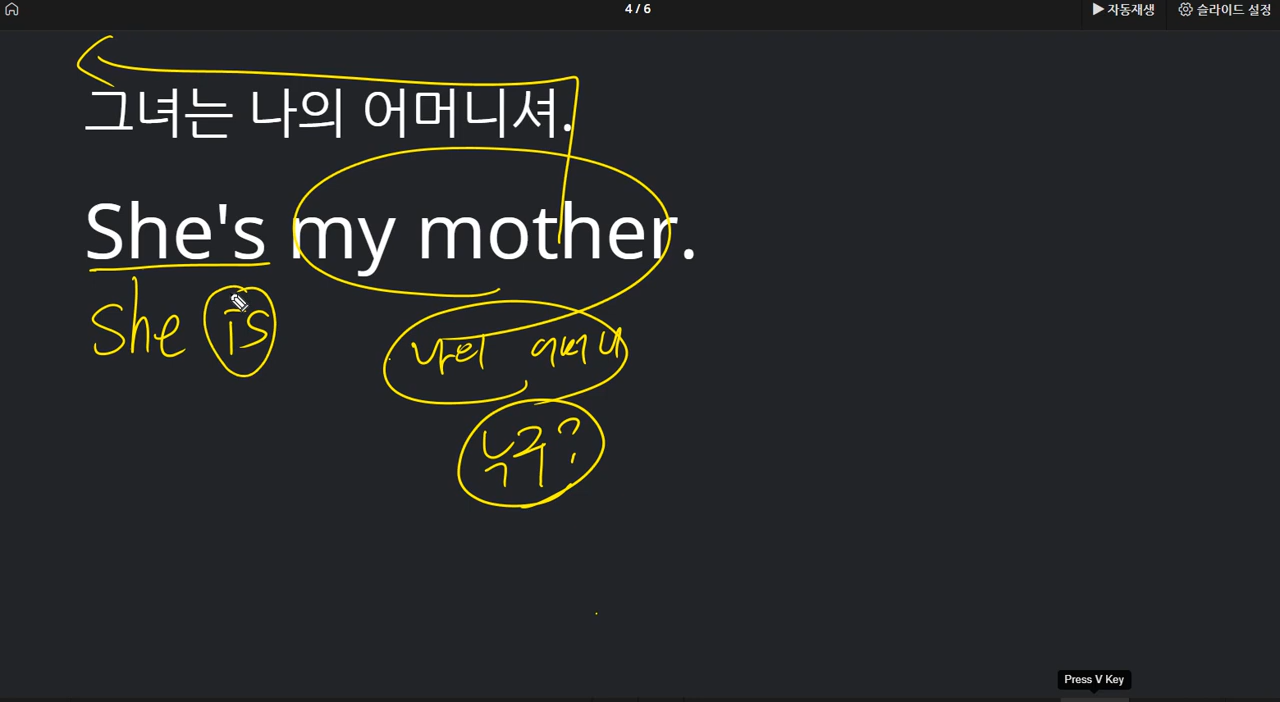 4 / 6
▶ 자동재생
슬라이드 설정
그녀는 나의 어머니셔.
She's my mother.
She is
나의 어머니
누구?
Press V Key